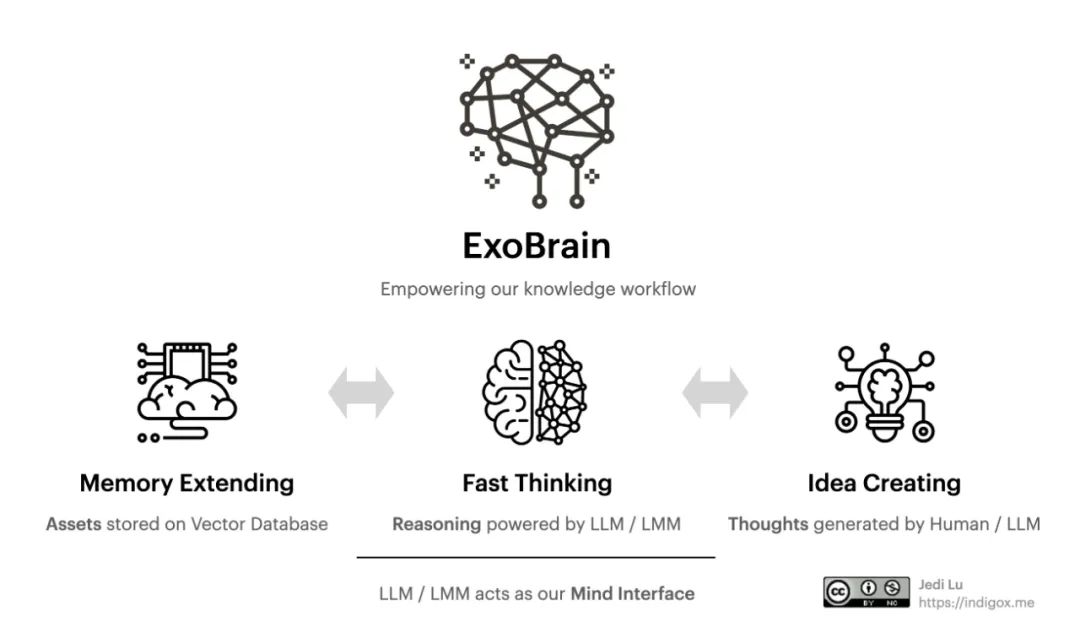 ExoBrain
Empowering our knowledge workflow
Memory Extending
Assets stored on Vector Database
Fast Thinking
Reasoning powered by LLM / LMM
Idea Creating
Thoughts generated by Human / LLM
LLM / LMM acts as our Mind Interface
cc
BY NC
Jedi Lu
https://indigox.me